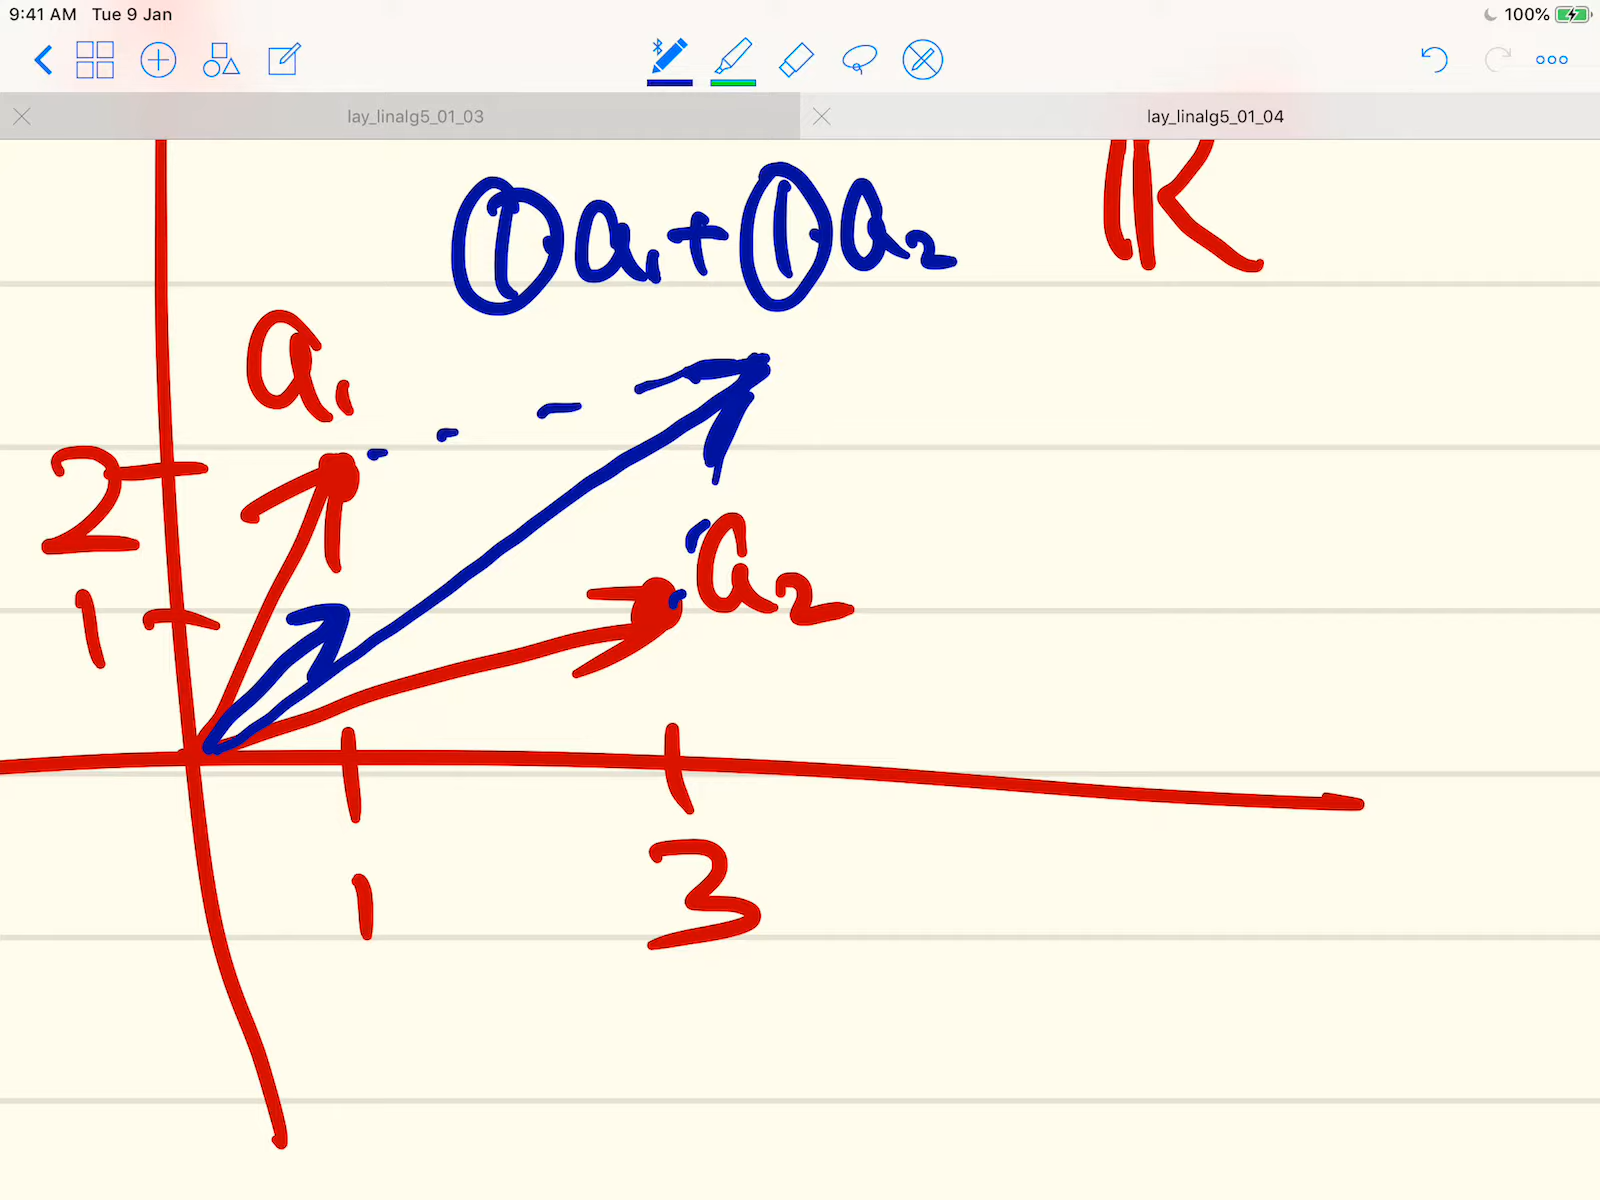 9:41 AM Tue 9 Jan 100%
lay_linalg5_01_03 lay_linalg5_01_04
ℝ
①a₁+①a₂
a₁
2
a₂
1
1 3